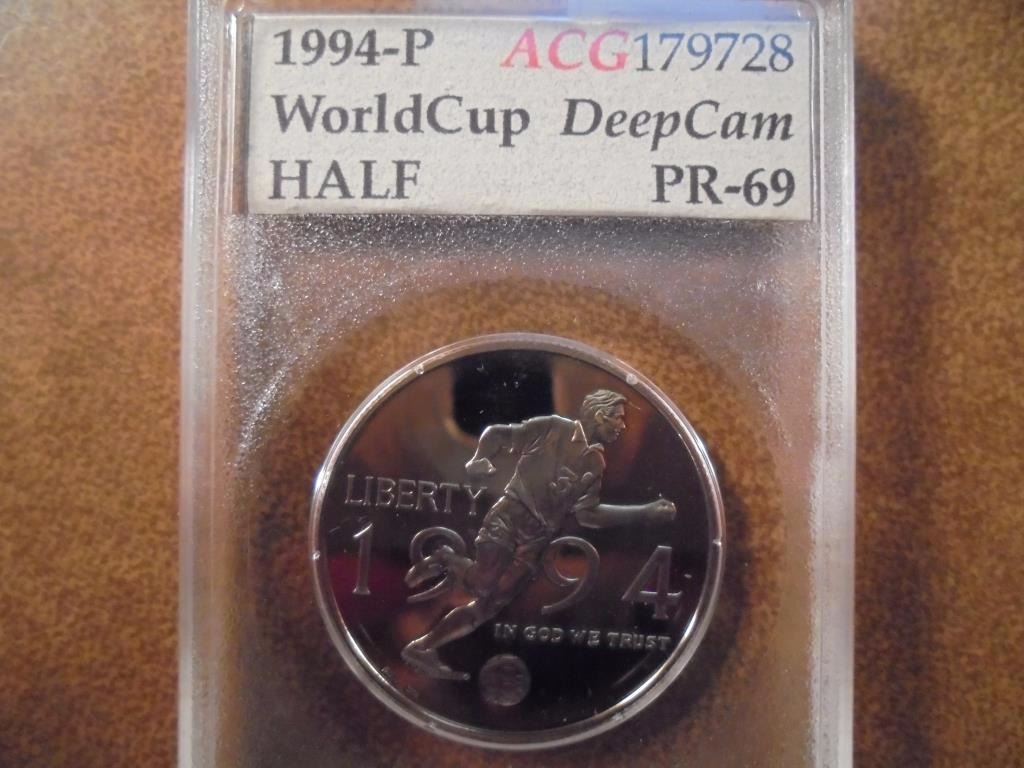 1994-P ACG179728
WorldCup DeepCam
HALF PR-69
LIBERTY
1994
IN GOD WE TRUST